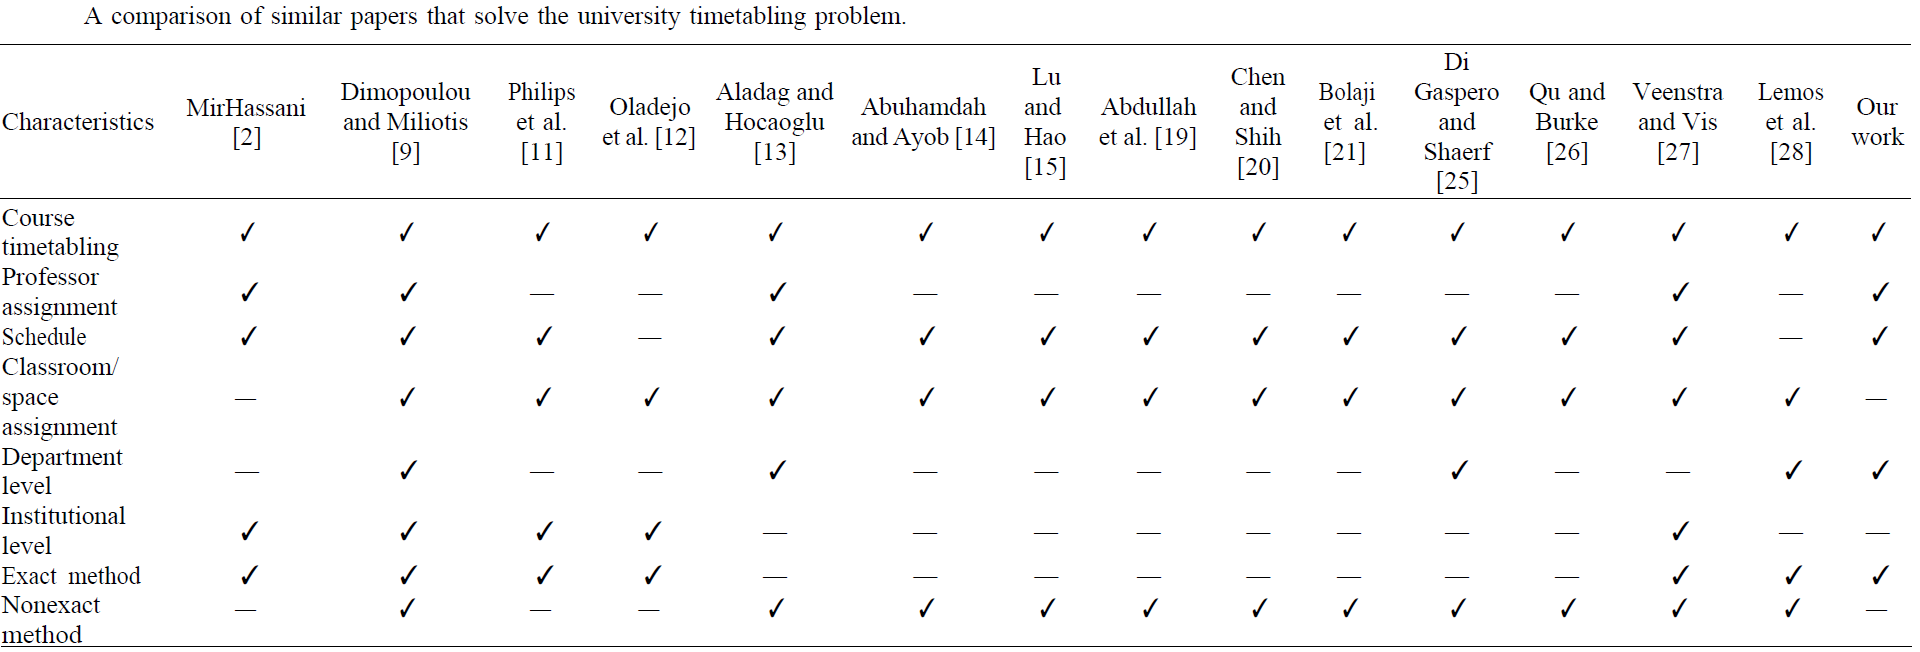 A comparison of similar papers that solve the university timetabling problem.
Characteristics MirHassani [2] Dimopoulou and Miliotis [9] Philips et al. [11] Oladejo et al. [12] Aladag and Hocaoglu [13] Abuhamdah and Ayob [14] Lu and Hao [15] Abdullah et al. [19] Chen and Shih [20] Bolaji et al. [21] Di Gaspero and Shaerf [25] Qu and Burke [26] Veenstra and Vis [27] Lemos et al. [28] Our work
Course timetabling ✓ ✓ ✓ ✓ ✓ ✓ ✓ ✓ ✓ ✓ ✓ ✓ ✓ ✓ ✓
Professor assignment ✓ ✓ — — ✓ — — — — — — — ✓ — ✓
Schedule ✓ ✓ ✓ — ✓ ✓ ✓ ✓ ✓ ✓ ✓ ✓ ✓ — ✓
Classroom/ space assignment — ✓ ✓ ✓ ✓ ✓ ✓ ✓ ✓ ✓ ✓ ✓ ✓ ✓ —
Department level — ✓ — — ✓ — — — — — ✓ — — ✓ ✓
Institutional level ✓ ✓ ✓ ✓ — — — — — — — — ✓ — —
Exact method ✓ ✓ ✓ ✓ — — — — — — — — ✓ ✓ ✓
Nonexact method — ✓ — — ✓ ✓ ✓ ✓ ✓ ✓ ✓ ✓ ✓ ✓ —